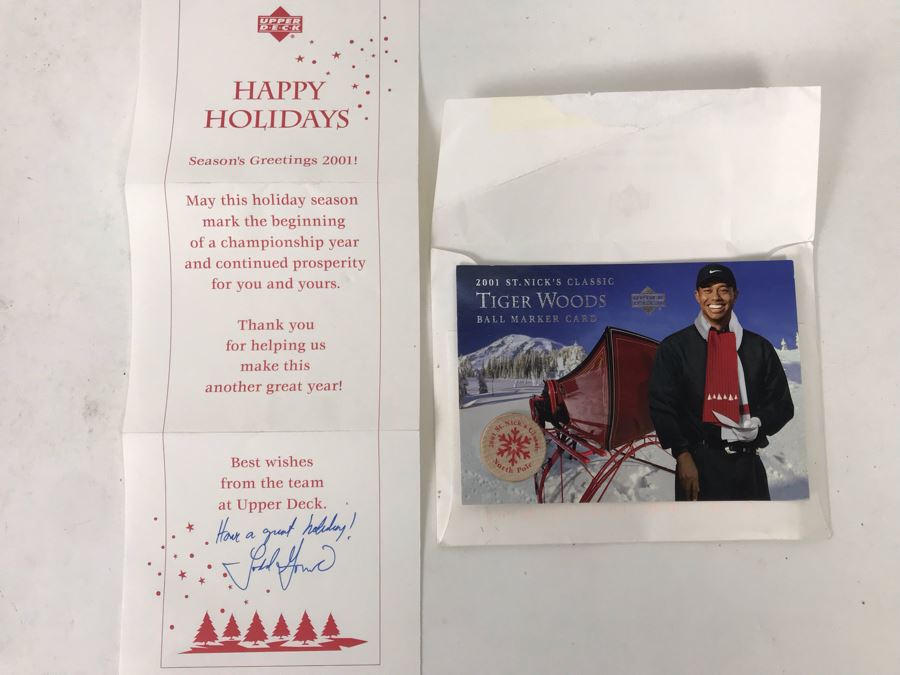 UPPER
D·E·C·K
HAPPY
HOLIDAYS
Season's Greetings 2001!
May this holiday season
mark the beginning
of a championship year
and continued prosperity
for you and yours.
Thank you
for helping us
make this
another great year!
Best wishes
from the team
at Upper Deck.
Have a great holiday!
2001 ST. NICK'S CLASSIC
TIGER WOODS
BALL MARKER CARD
UPPER
DECK
2001 St. Nick's Classic
North Pole